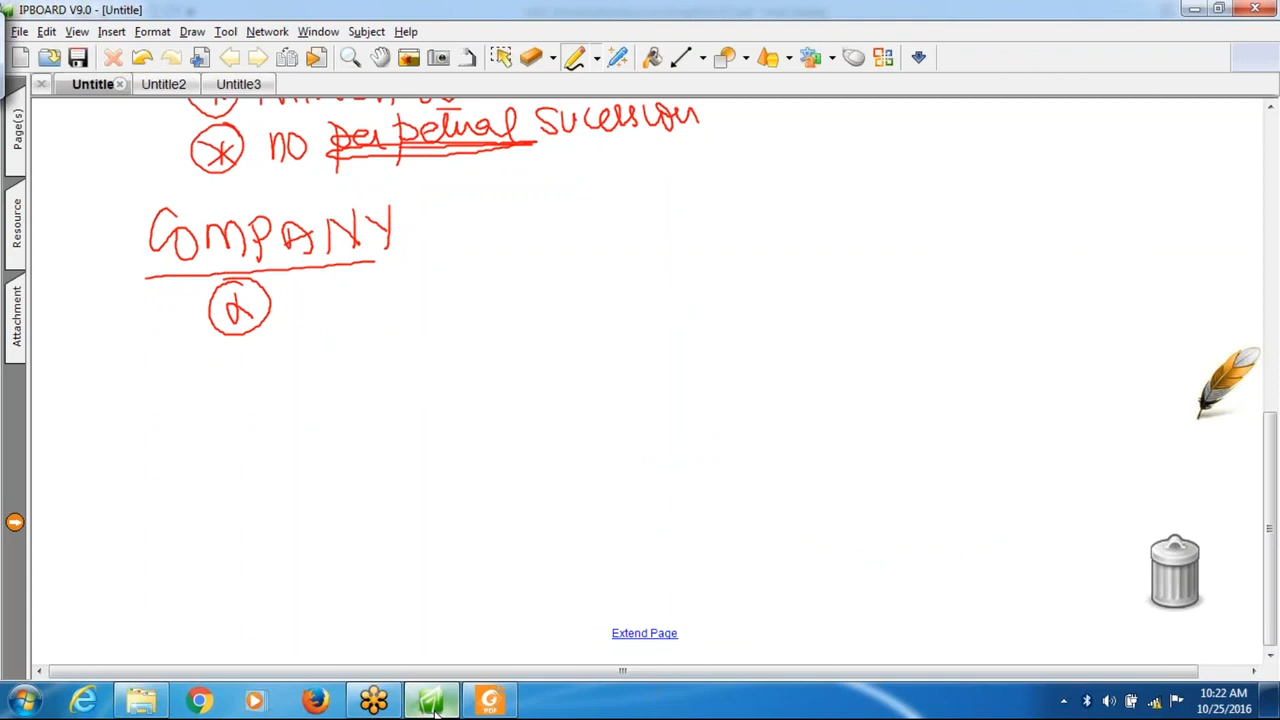 IPBOARD V9.0 - [Untitle]
File Edit View Insert Format Draw Tool Network Window Subject Help
Untitle Untitle2 Untitle3
Page(s)
Resource
Attachment
no perpetual sucession
COMPANY
Extend Page
PDF
10:22 AM
10/25/2016